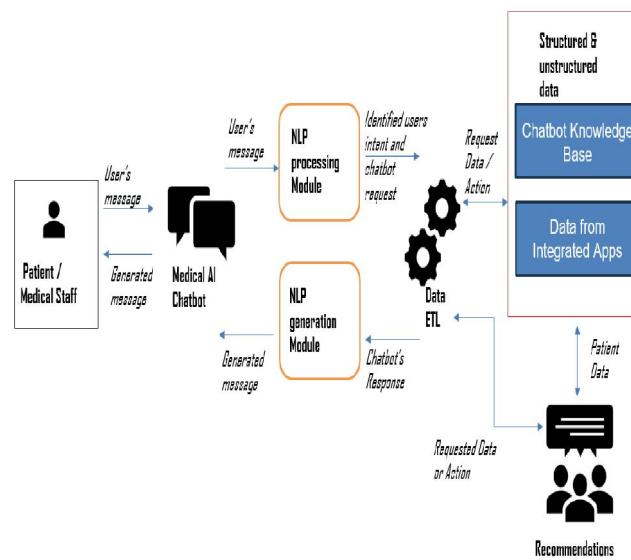 Structured &
unstructured
data
Chatbot Knowledge
Base
Data from
Integrated Apps
Request
Data /
Action
Identified users
intent and
chatbot
request
NLP
processing
Module
User's
message
User's
message
Patient /
Medical Staff
Generated
message
Medical AI
Chatbot
Generated
message
NLP
generation
Module
Chatbot's
Response
Data
ETL
Patient
Data
Requested Data
or Action
Recommendations